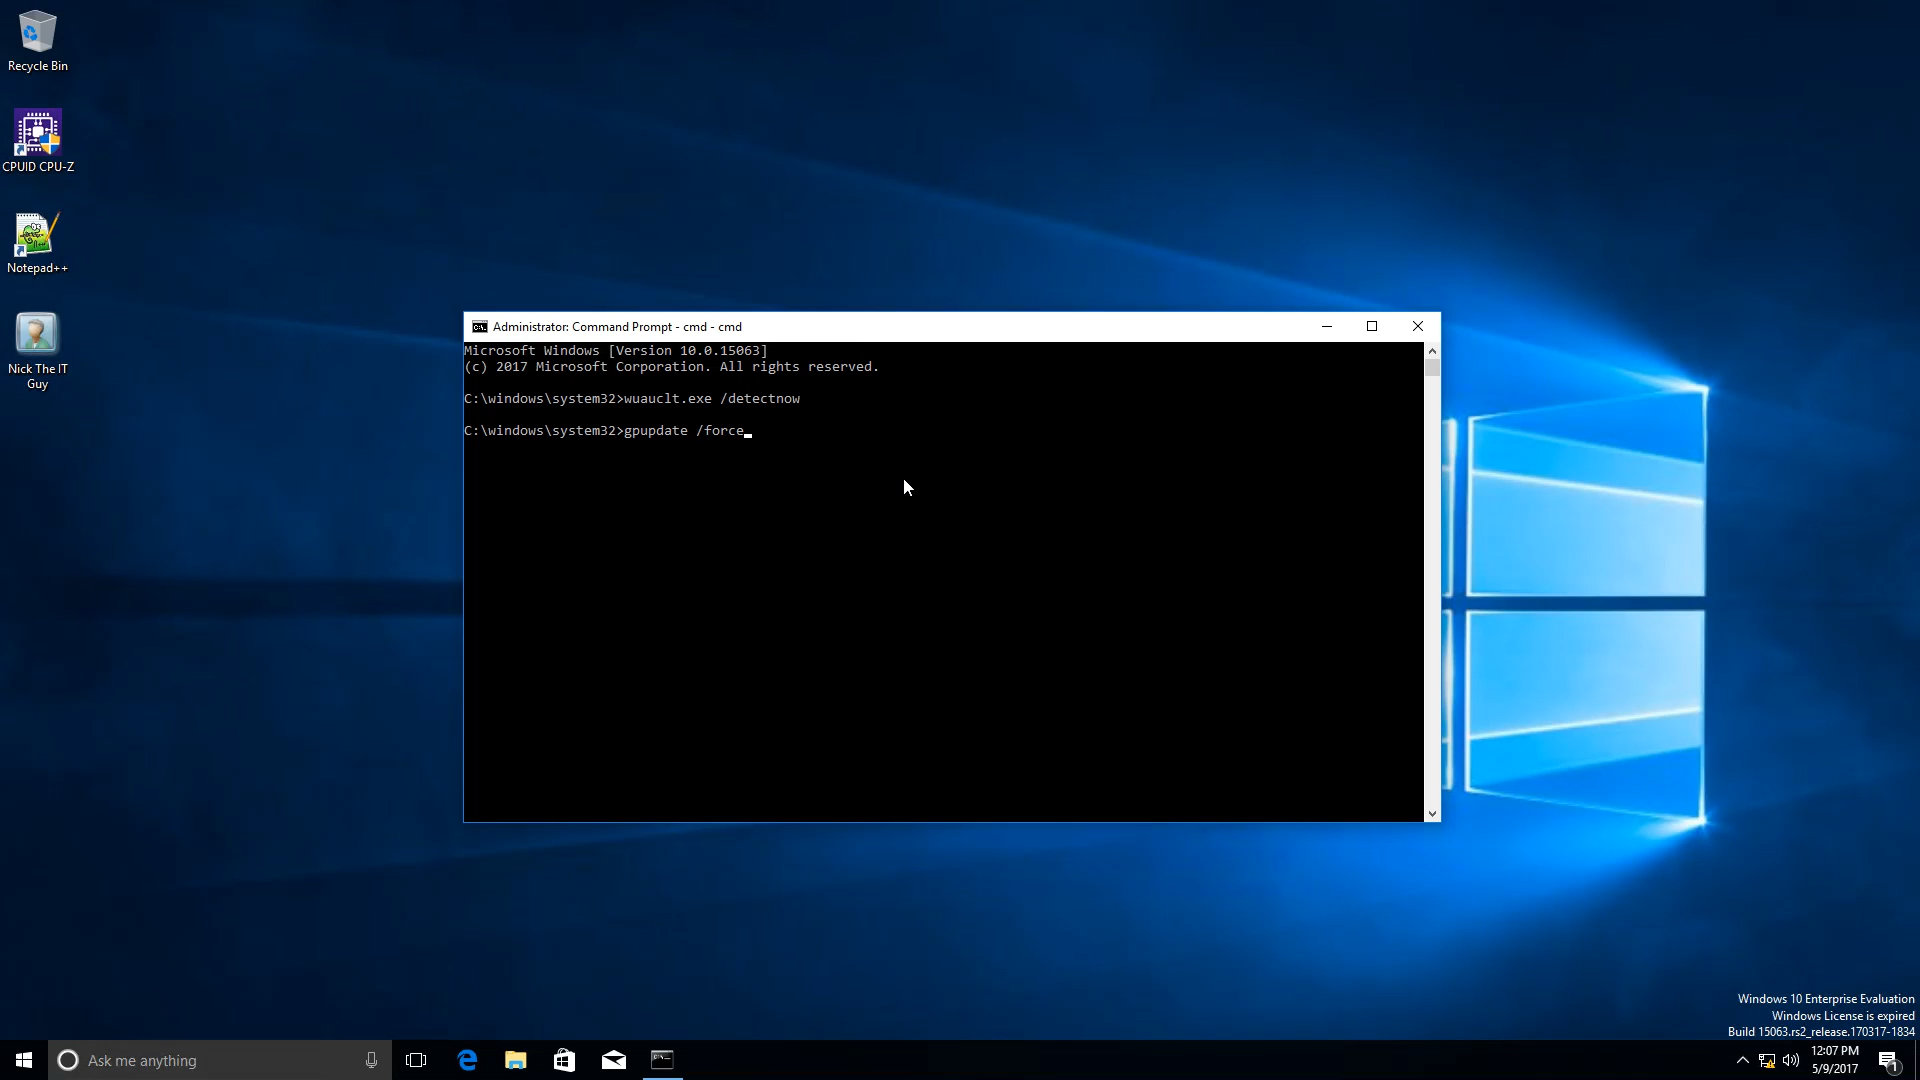 Recycle Bin
CPUID CPU-Z
Notepad++
Nick The IT
Guy
Administrator: Command Prompt - cmd - cmd
Microsoft Windows [Version 10.0.15063]
(c) 2017 Microsoft Corporation. All rights reserved.
C:\windows\system32>wuauclt.exe /detectnow
C:\windows\system32>gpupdate /force
Windows 10 Enterprise Evaluation
Windows License is expired
Build 15063.rs2_release.170317-1834
Ask me anything
12:07 PM
5/9/2017
1